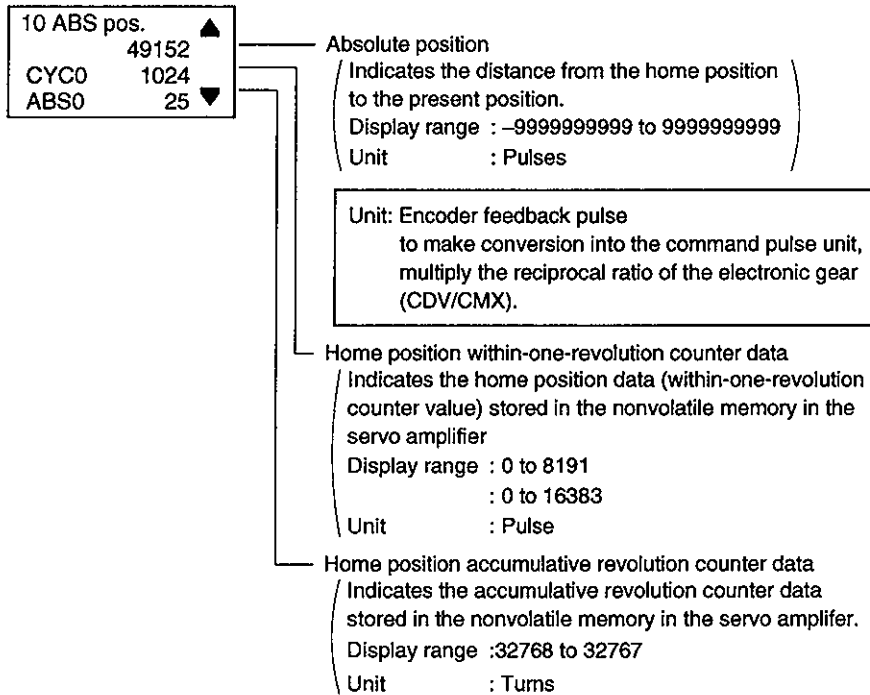 10 ABS pos. ▲
49152
CYC0 1024
ABS0 25 ▼
Absolute position
Indicates the distance from the home position
to the present position.
Display range : –9999999999 to 9999999999
Unit : Pulses
Unit: Encoder feedback pulse
to make conversion into the command pulse unit,
multiply the reciprocal ratio of the electronic gear
(CDV/CMX).
Home position within-one-revolution counter data
Indicates the home position data (within-one-revolution
counter value) stored in the nonvolatile memory in the
servo amplifier
Display range : 0 to 8191
: 0 to 16383
Unit : Pulse
Home position accumulative revolution counter data
Indicates the accumulative revolution counter data
stored in the nonvolatile memory in the servo amplifer.
Display range :32768 to 32767
Unit : Turns